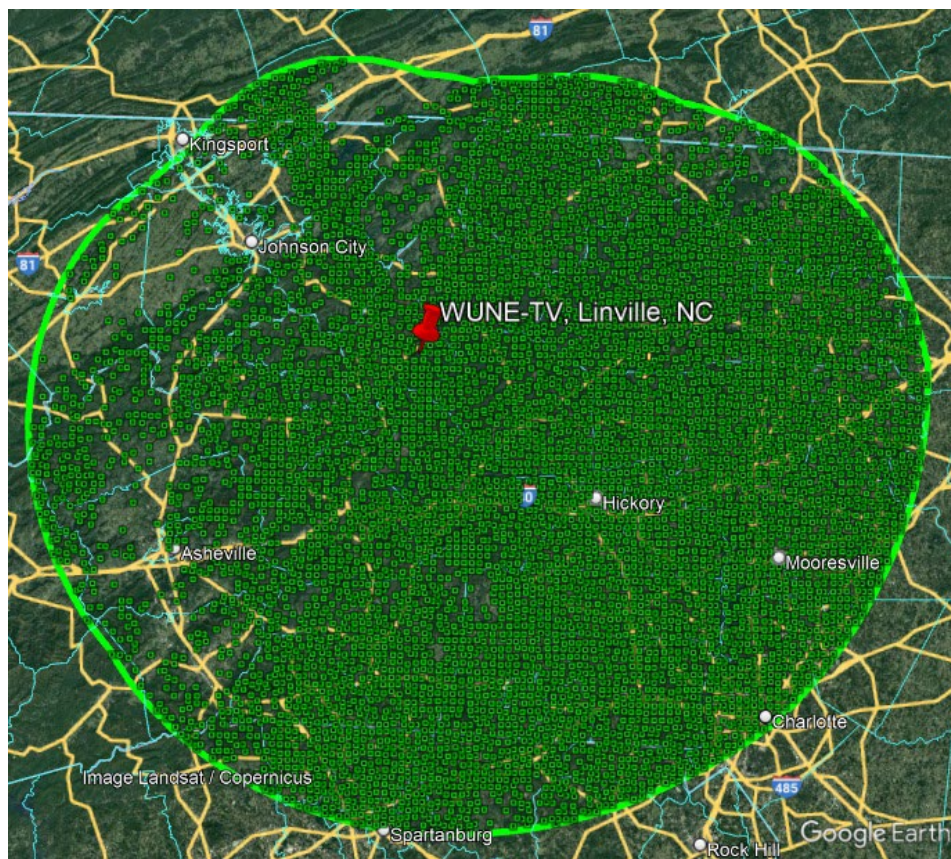 81
Kingsport
Johnson City
81
WUNE-TV, Linville, NC
Hickory
Asheville
Mooresville
Charlotte
Image Landsat / Copernicus
485
Spartanburg
Google Earth
Rock Hill